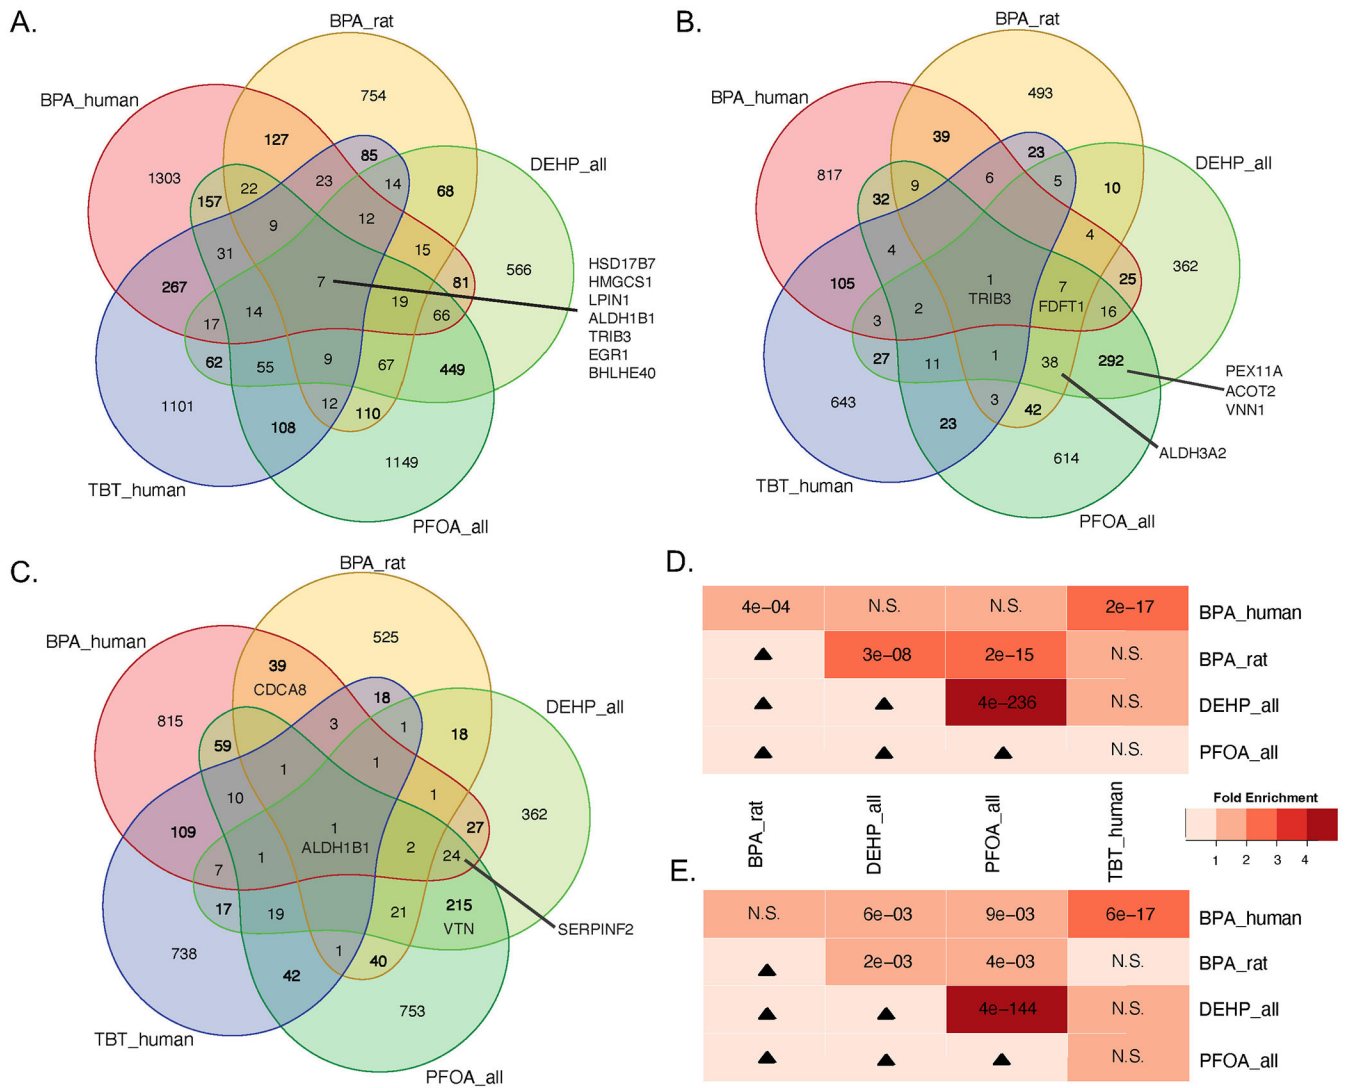 A.
BPA_rat
754
BPA_human
127
85
DEHP_all
1303
22
23
14
68
157
9
12
31
15
566
HSD17B7
267
7
81
HMGCS1
19
LPIN1
17
14
66
ALDH1B1
TRIB3
62
55
9
67
449
EGR1
BHLHE40
1101
12
110
108
1149
TBT_human
PFOA_all
B.
BPA_rat
493
BPA_human
39
23
DEHP_all
817
9
6
5
10
32
4
4
362
105
1
7
25
TRIB3
FDFT1
3
2
16
27
11
1
38
292
PEX11A
ACOT2
VNN1
643
3
42
23
614
ALDH3A2
TBT_human
PFOA_all
C.
BPA_rat
525
BPA_human
39
CDCA8
18
DEHP_all
815
3
1
18
59
1
1
10
1
362
109
1
27
ALDH1B1
2
7
1
24
17
19
215
VTN
21
SERPINF2
738
1
40
42
753
TBT_human
PFOA_all
D.
4e−04 N.S. N.S. 2e−17 BPA_human
▲ 3e−08 2e−15 N.S. BPA_rat
▲ ▲ 4e−236 N.S. DEHP_all
▲ ▲ ▲ N.S. PFOA_all
BPA_rat
DEHP_all
PFOA_all
TBT_human
Fold Enrichment
1 2 3 4
E.
N.S. 6e−03 9e−03 6e−17 BPA_human
▲ 2e−03 4e−03 N.S. BPA_rat
▲ ▲ 4e−144 N.S. DEHP_all
▲ ▲ ▲ N.S. PFOA_all